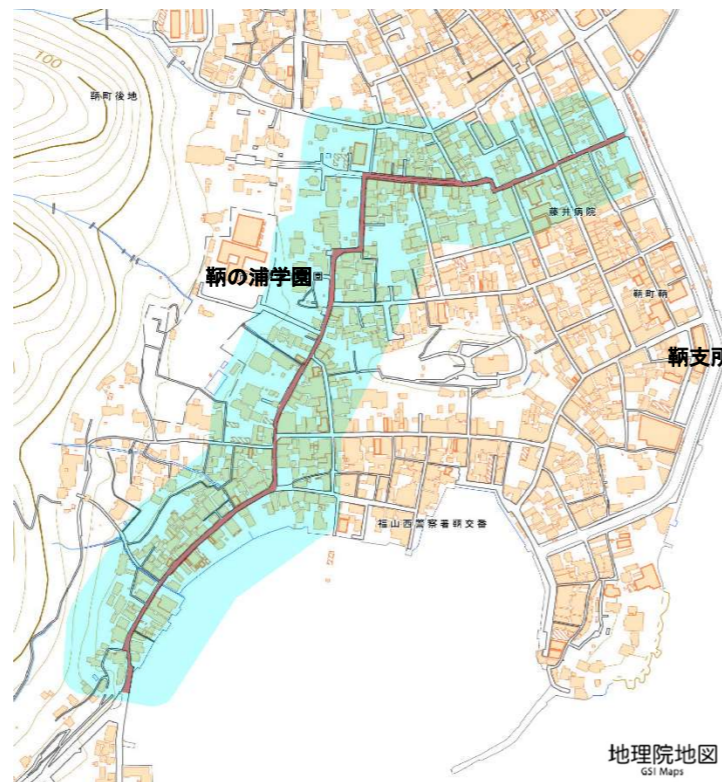 100
鞆町後地
藤井病院
鞆の浦学園
園
鞆町鞆
鞆支所
福山西警察署鞆交番
地理院地図
GSI Maps